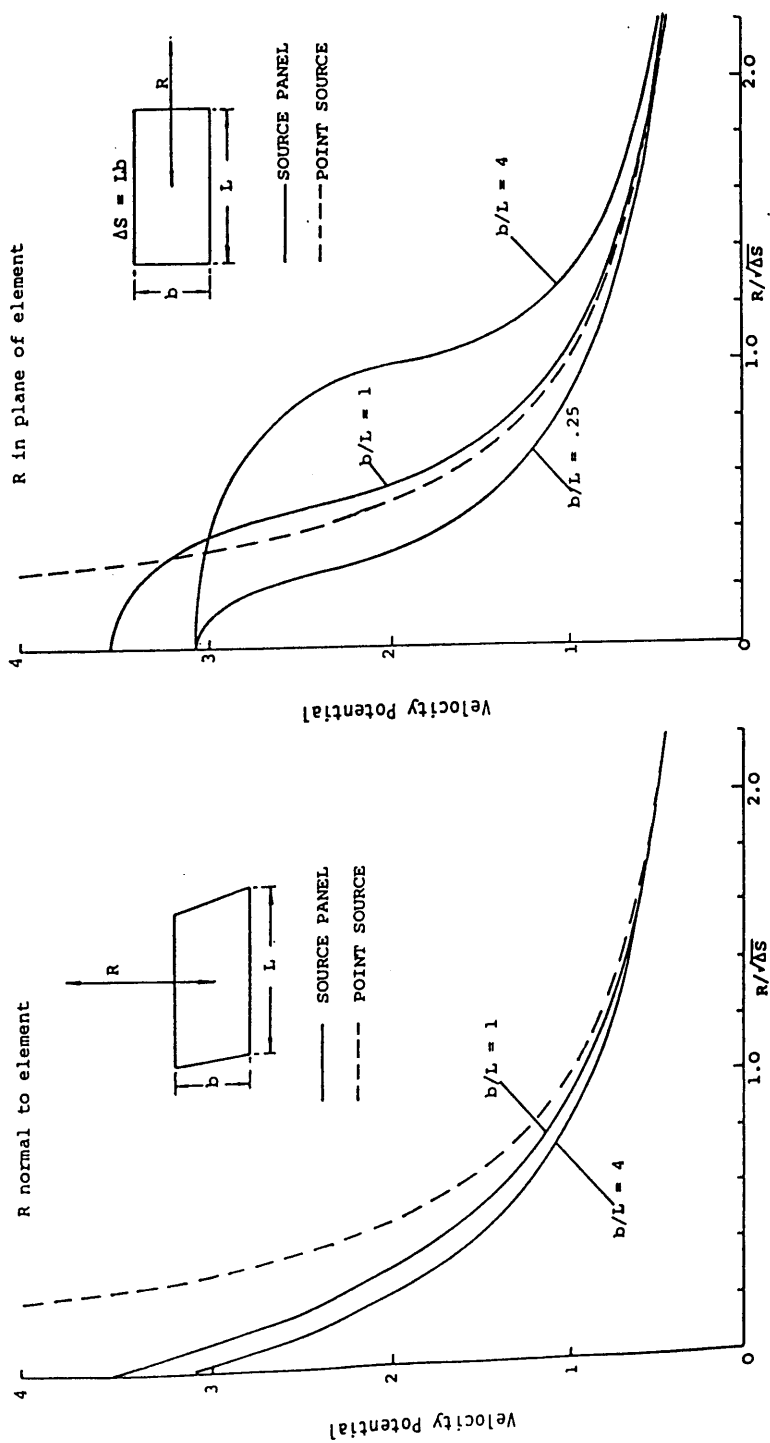 R normal to element
R
b
L
SOURCE PANEL
POINT SOURCE
b/L = 1
b/L = 4
Velocity Potential
4
3
2
1
0
1.0
2.0
R/√ΔS
R in plane of element
ΔS = Lb
R
b
L
SOURCE PANEL
POINT SOURCE
b/L = 4
b/L = 1
b/L = .25
Velocity Potential
4
3
2
1
0
1.0
2.0
R/√ΔS